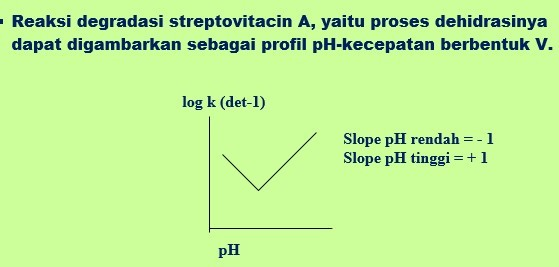 Reaksi degradasi streptovitacin A, yaitu proses dehidrasinya
dapat digambarkan sebagai profil pH-kecepatan berbentuk V.
log k (det-1)
Slope pH rendah = - 1
Slope pH tinggi = + 1
pH